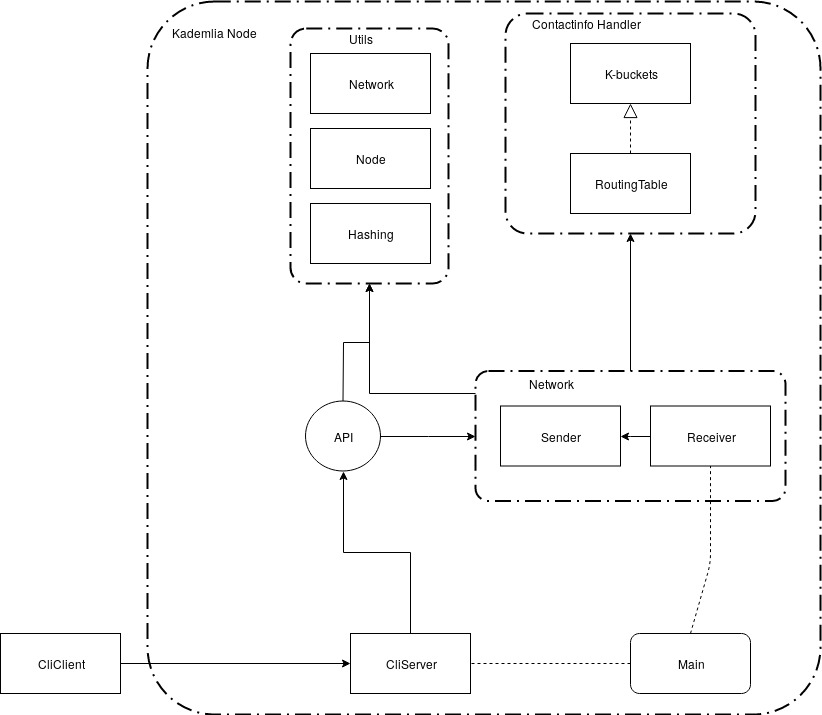 Kademlia Node
Utils
Network
Node
Hashing
Contactinfo Handler
K-buckets
RoutingTable
API
Network
Sender
Receiver
CliClient
CliServer
Main